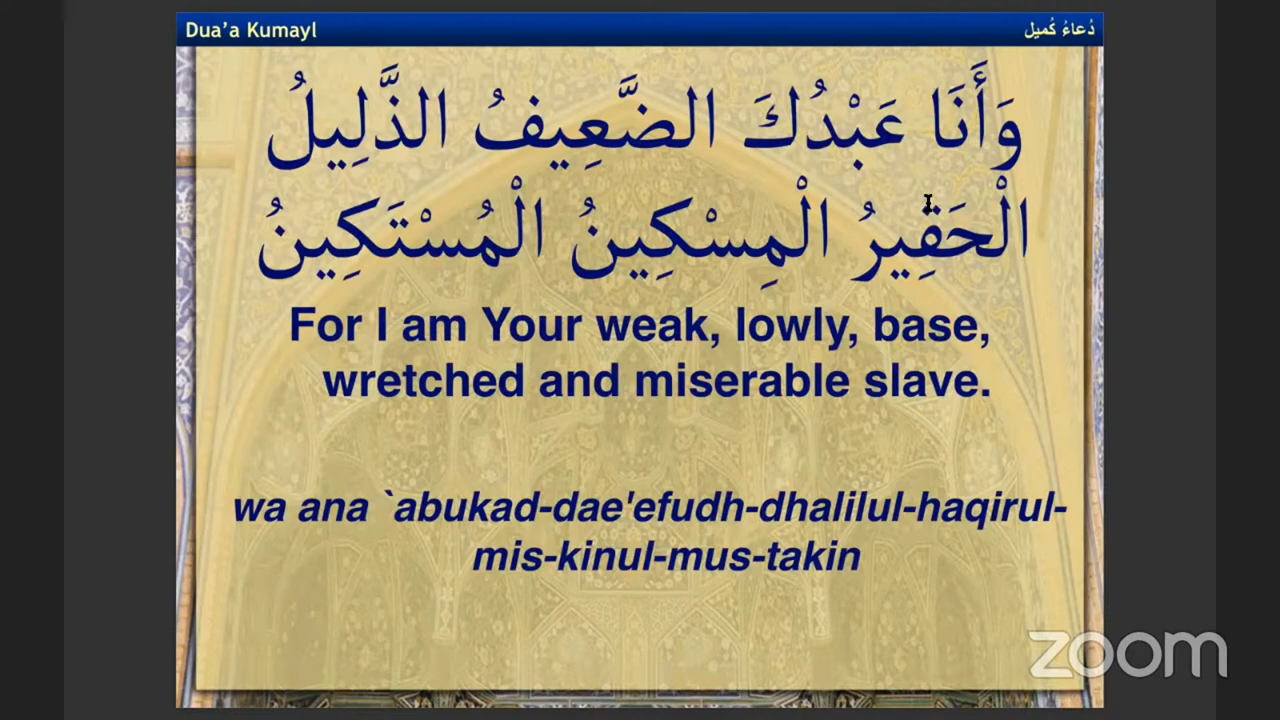 Dua’a Kumayl
دُعاءُ كُميل
وَأَنَا عَبْدُكَ الضَّعِيفُ الذَّلِيلُ
الْحَقِيرُ الْمِسْكِينُ الْمُسْتَكِينُ
For I am Your weak, lowly, base,
wretched and miserable slave.
wa ana `abukad-dae'efudh-dhalilul-haqirul-
mis-kinul-mus-takin
zoom